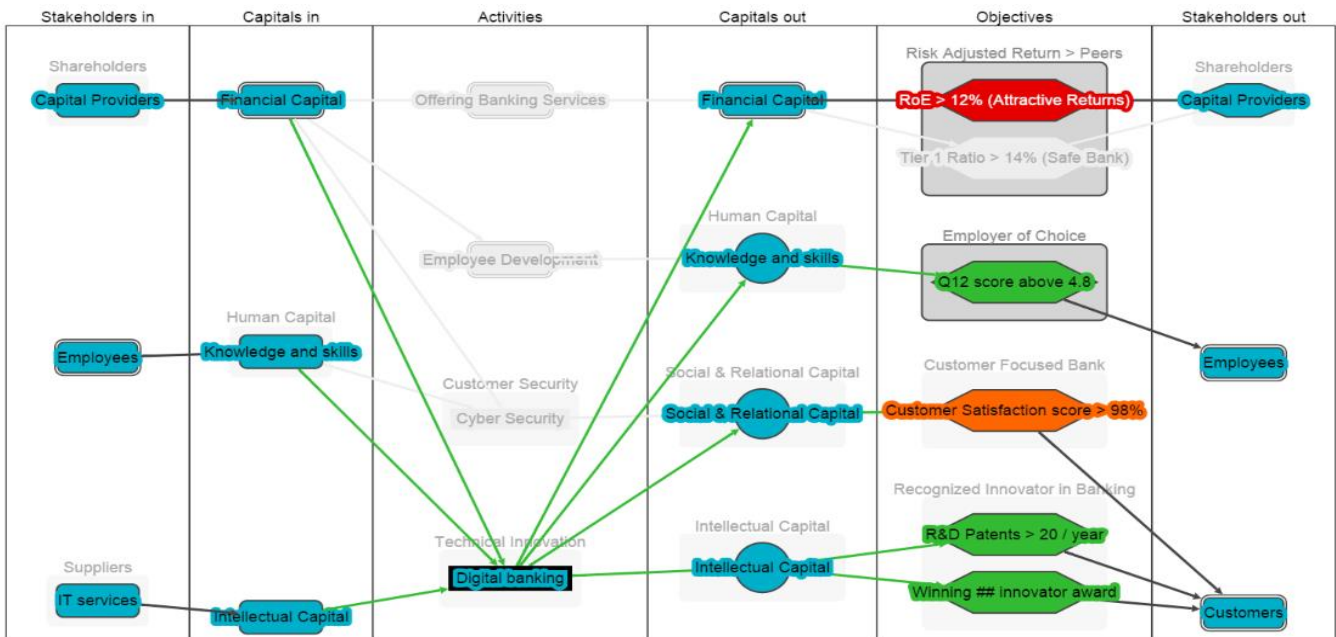 Stakeholders in
Capitals in
Activities
Capitals out
Objectives
Stakeholders out
Shareholders
Capital Providers
Employees
Suppliers
IT services
Financial Capital
Human Capital
Knowledge and skills
Intellectual Capital
Offering Banking Services
Employee Development
Customer Security
Cyber Security
Technical Innovation
Digital banking
Financial Capital
Human Capital
Knowledge and skills
Social & Relational Capital
Social & Relational Capital
Intellectual Capital
Intellectual Capital
Risk Adjusted Return > Peers
RoE > 12% (Attractive Returns)
Tier 1 Ratio > 14% (Safe Bank)
Employer of Choice
Q12 score above 4.8
Customer Focused Bank
Customer Satisfaction score > 98%
Recognized Innovator in Banking
R&D Patents > 20 / year
Winning ## innovator award
Shareholders
Capital Providers
Employees
Customers